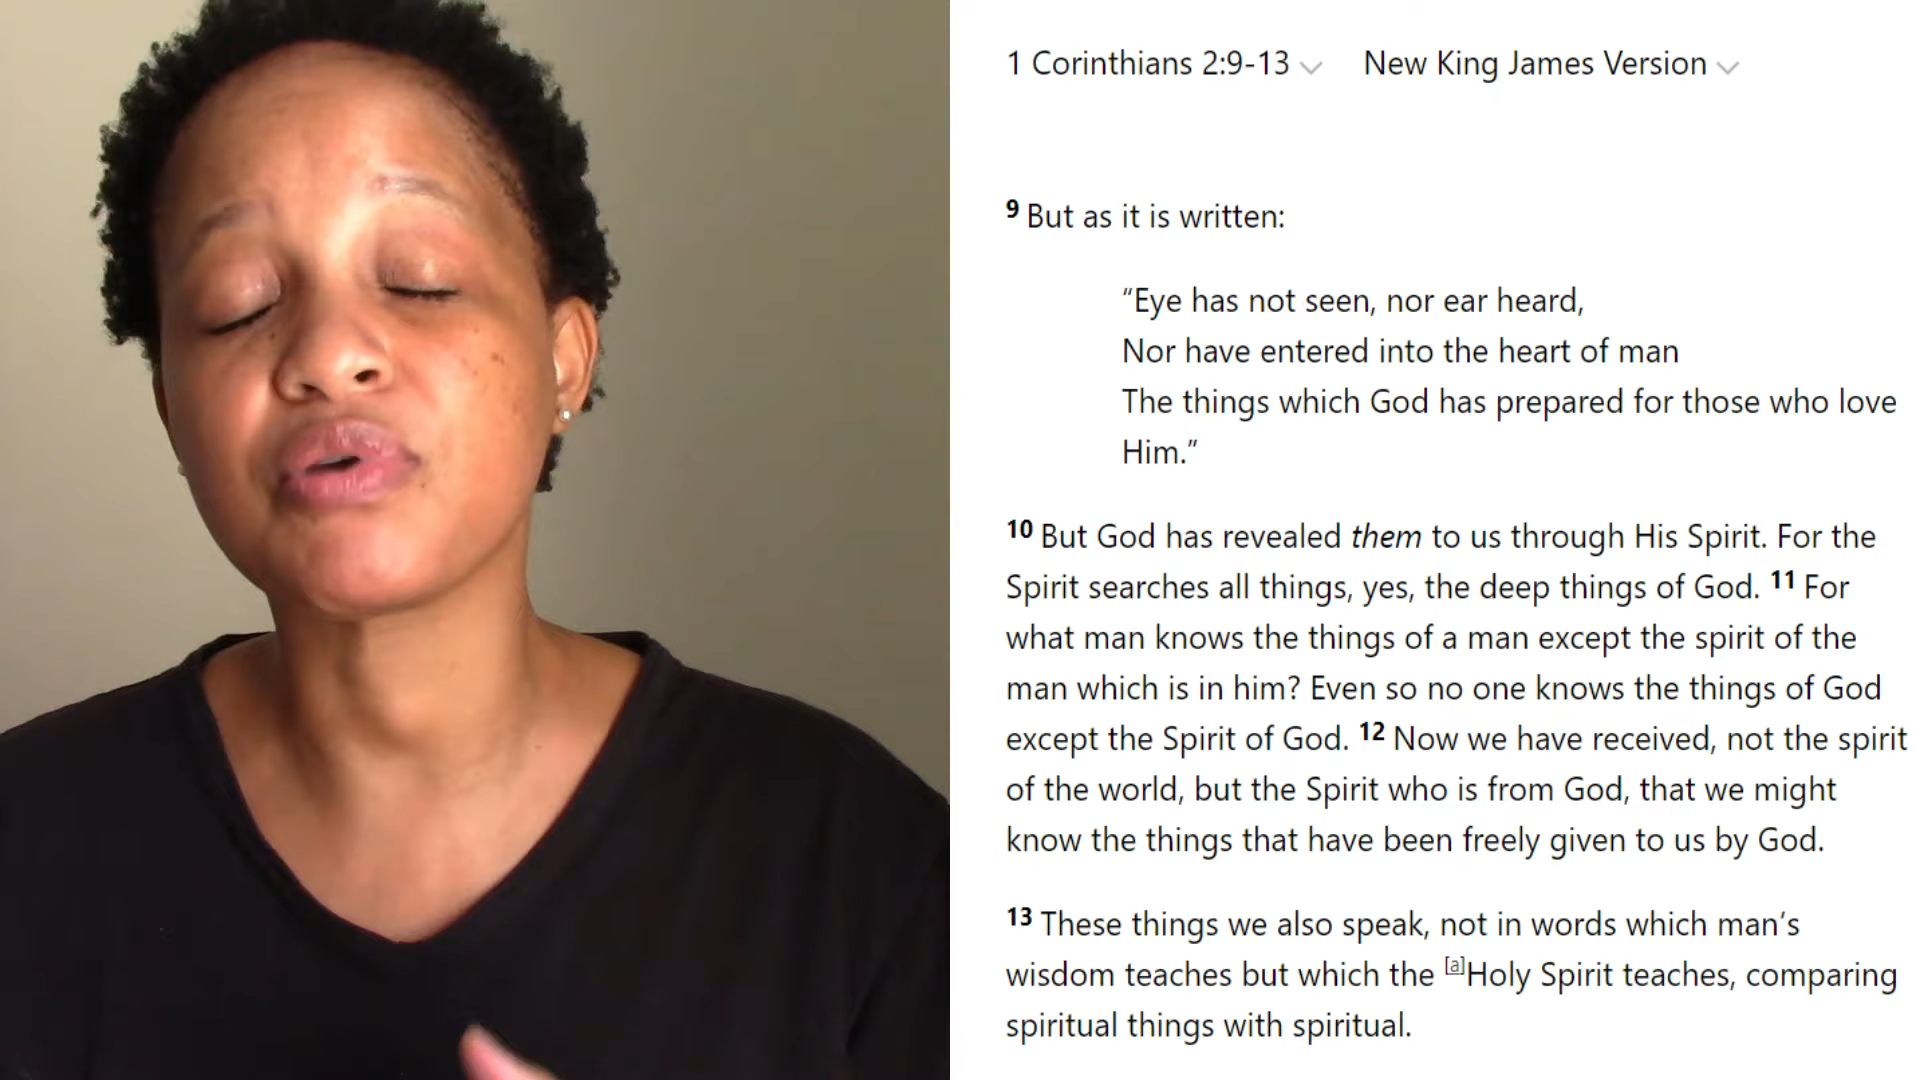 1 Corinthians 2:9-13 New King James Version
9 But as it is written:
“Eye has not seen, nor ear heard,
Nor have entered into the heart of man
The things which God has prepared for those who love
Him.”
10 But God has revealed them to us through His Spirit. For the
Spirit searches all things, yes, the deep things of God. 11 For
what man knows the things of a man except the spirit of the
man which is in him? Even so no one knows the things of God
except the Spirit of God. 12 Now we have received, not the spirit
of the world, but the Spirit who is from God, that we might
know the things that have been freely given to us by God.
13 These things we also speak, not in words which man’s
wisdom teaches but which the [a]Holy Spirit teaches, comparing
spiritual things with spiritual.